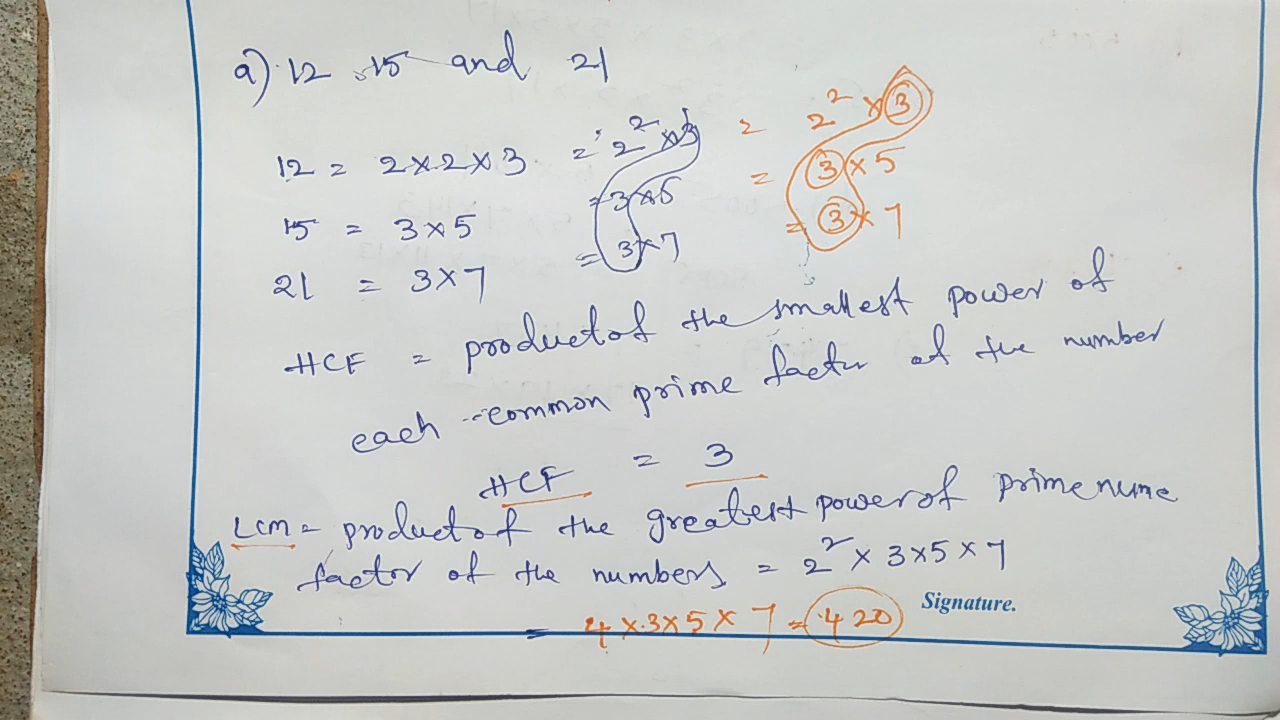 a) 12, 15 and 21
12 = 2×2×3 = 2² ×3 = 2² ×3
15 = 3×5 = 3×5 = 3×5
21 = 3×7 = 3×7 = 3×7
HCF = product of the smallest power of
each common prime factor of the number
HCF = 3
LCM = product of the greatest power of prime nume
factor of the numbers = 2² × 3×5×7
Signature.
= 4×3×5×7 = 420